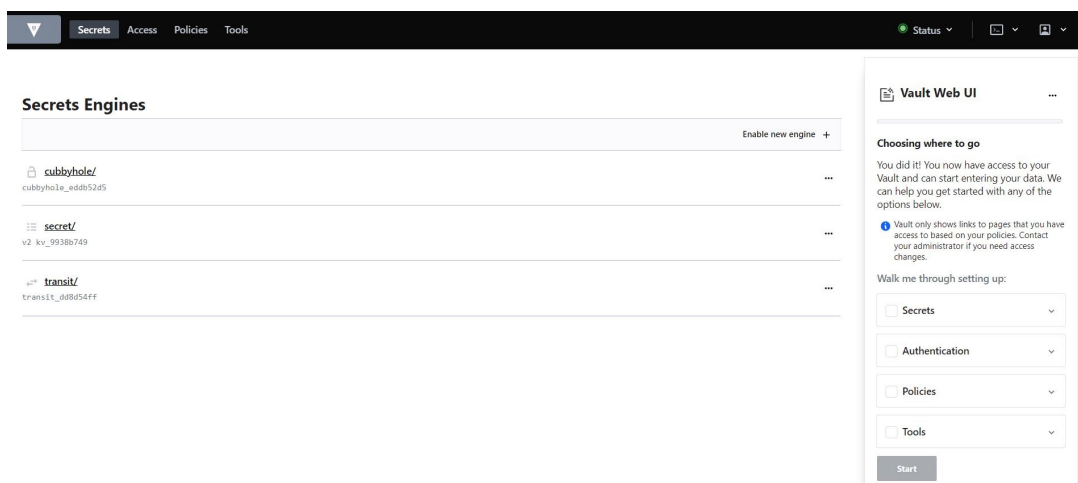 Secrets Access Policies Tools Status
Secrets Engines
Enable new engine +
cubbyhole/
cubbyhole_eddb52d5
secret/
v2 kv_9938b749
transit/
transit_dd8d54ff
Vault Web UI
Choosing where to go
You did it! You now have access to your
Vault and can start entering your data. We
can help you get started with any of the
options below.
Vault only shows links to pages that you have
access to based on your policies. Contact
your administrator if you need access
changes.
Walk me through setting up:
Secrets
Authentication
Policies
Tools
Start